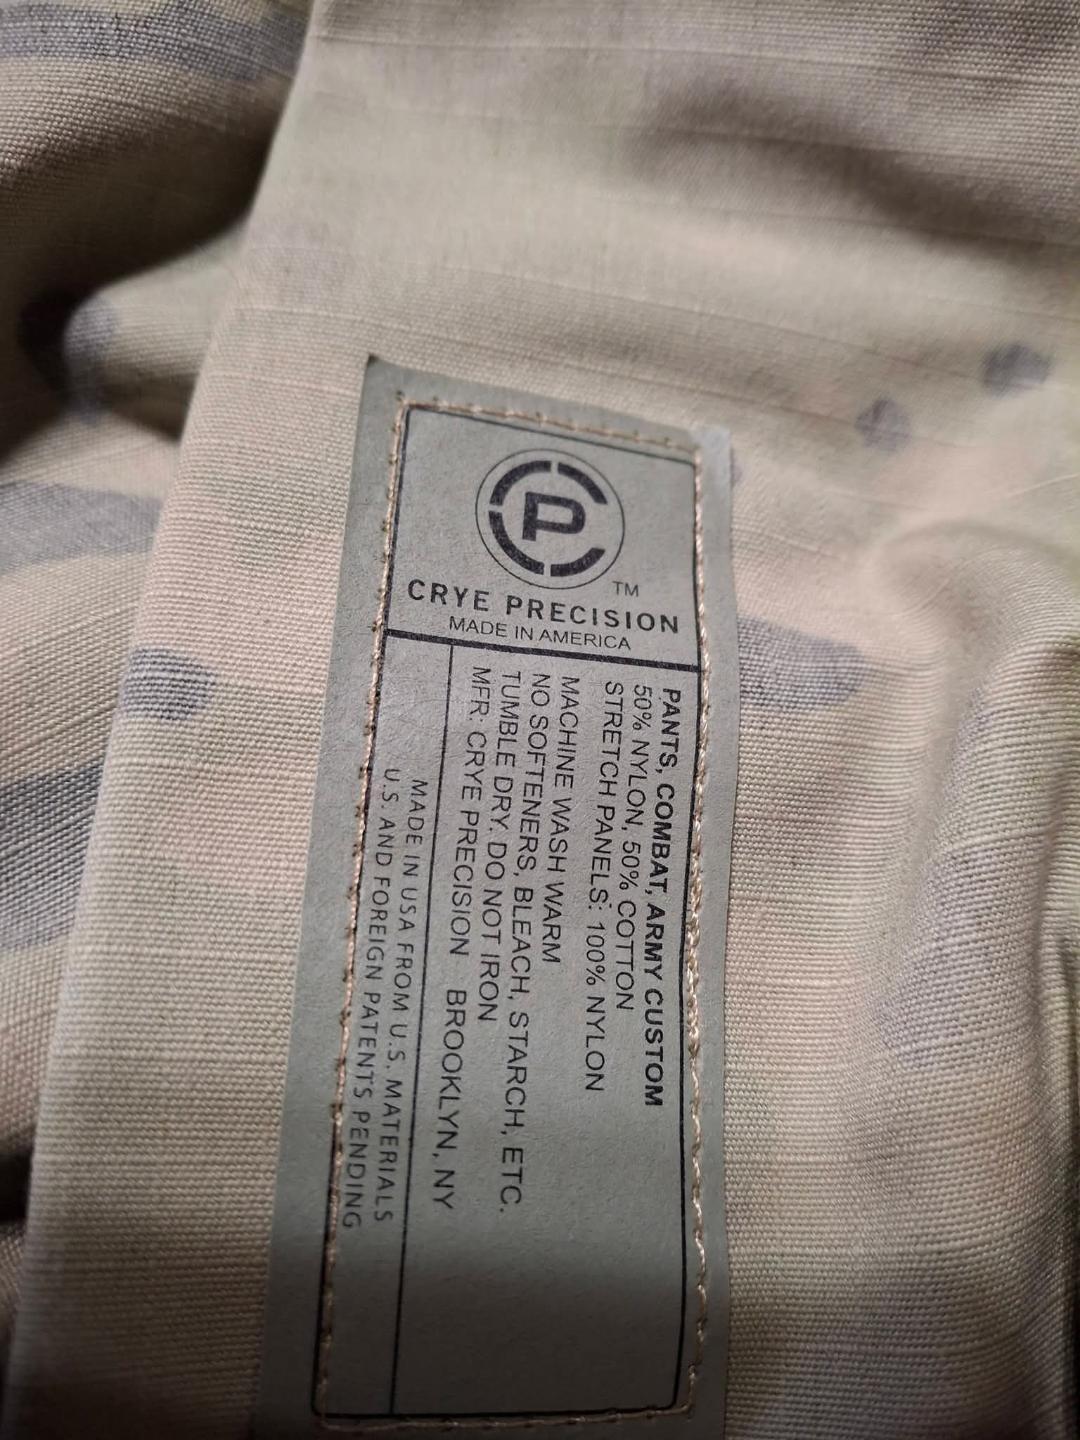 P
TM
CRYE PRECISION
MADE IN AMERICA
PANTS, COMBAT, ARMY CUSTOM
50% NYLON, 50% COTTON
STRETCH PANELS: 100% NYLON
MACHINE WASH WARM
NO SOFTENERS, BLEACH, STARCH, ETC.
TUMBLE DRY. DO NOT IRON
MFR: CRYE PRECISION BROOKLYN, NY
MADE IN USA FROM U.S. MATERIALS
U.S. AND FOREIGN PATENTS PENDING